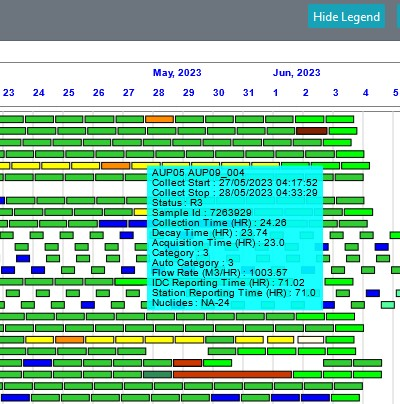 Hide Legend
May, 2023 Jun, 2023
23 24 25 26 27 28 29 30 31 1 2 3 4 5
AUP05 AUP09_004
Collect Start : 27/05/2023 04:17:52
Collect Stop : 28/05/2023 04:33:29
Status : R3
Sample Id : 7263929
Collection Time (HR) : 24.26
Decay Time (HR) : 23.74
Acquisition Time (HR) : 23.0
Category : 3
Auto Category : 3
Flow Rate (M3/HR) : 1003.57
IDC Reporting Time (HR) : 71.02
Station Reporting Time (HR) : 71.0
Nuclides : NA-24